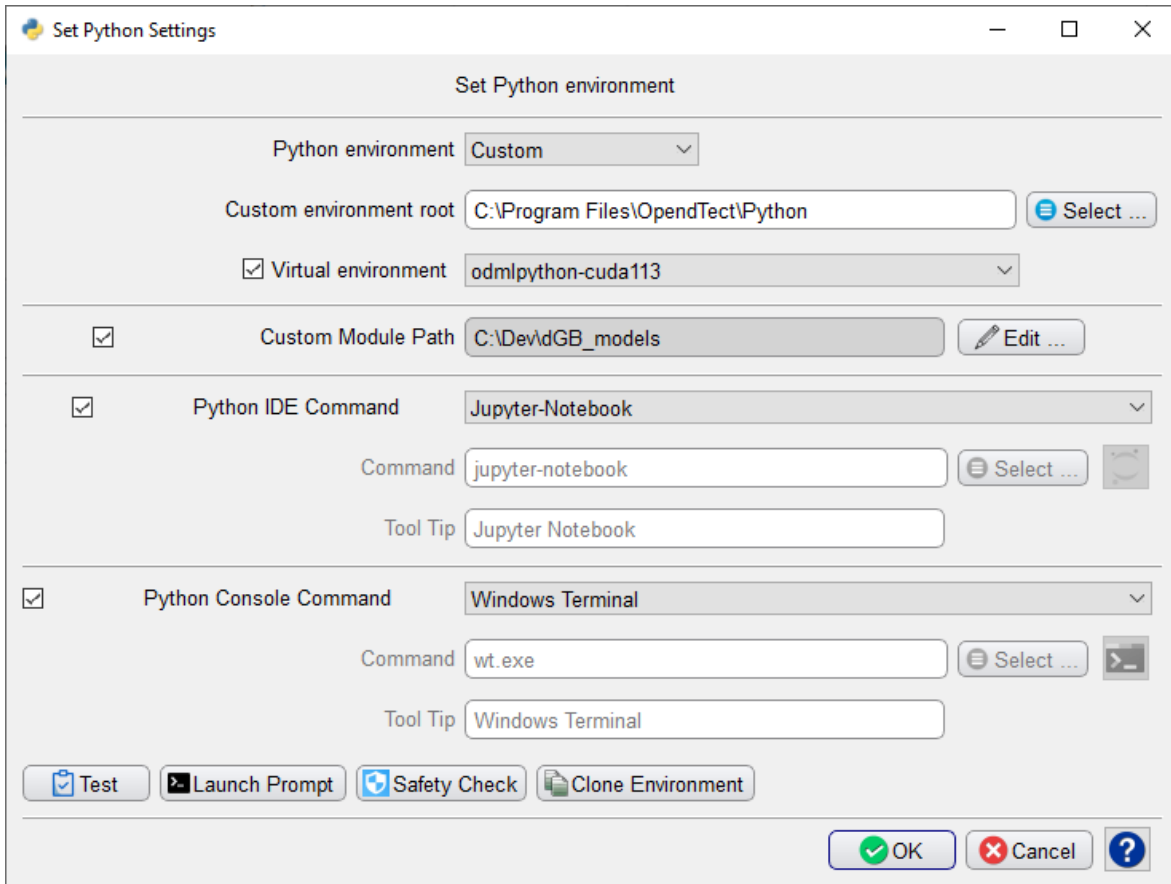 Set Python Settings
Set Python environment
Python environment Custom
Custom environment root C:\Program Files\OpendTect\Python Select ...
Virtual environment odmlpython-cuda113
Custom Module Path C:\Dev\dGB_models Edit ...
Python IDE Command Jupyter-Notebook
Command jupyter-notebook Select ...
Tool Tip Jupyter Notebook
Python Console Command Windows Terminal
Command wt.exe Select ...
Tool Tip Windows Terminal
Test Launch Prompt Safety Check Clone Environment
OK Cancel ?